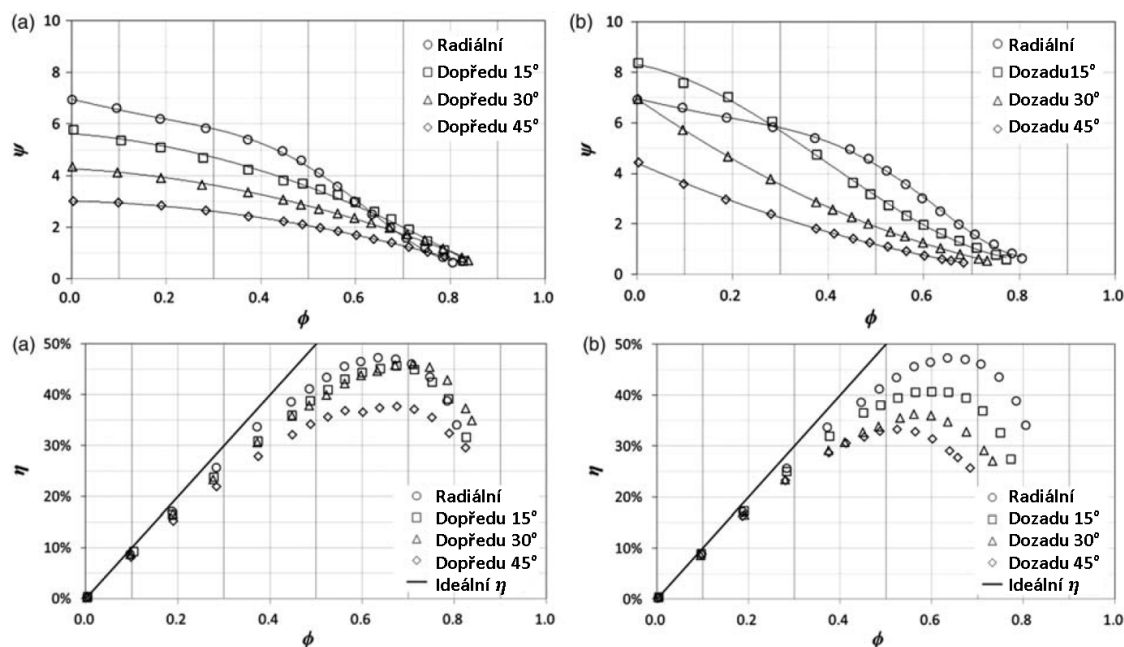 (a)
10
8
6
4
2
0
ψ
Radiální
Dopředu 15°
Dopředu 30°
Dopředu 45°
0.0 0.2 0.4 0.6 0.8 1.0
ϕ
(b)
10
8
6
4
2
0
ψ
Radiální
Dozadu15°
Dozadu 30°
Dozadu 45°
0.0 0.2 0.4 0.6 0.8 1.0
ϕ
(a)
50%
40%
30%
20%
10%
0%
η
Radiální
Dopředu 15°
Dopředu 30°
Dopředu 45°
Ideální η
0.0 0.2 0.4 0.6 0.8 1.0
ϕ
(b)
50%
40%
30%
20%
10%
0%
η
Radiální
Dozadu 15°
Dozadu 30°
Dozadu 45°
Ideální η
0.0 0.2 0.4 0.6 0.8 1.0
ϕ